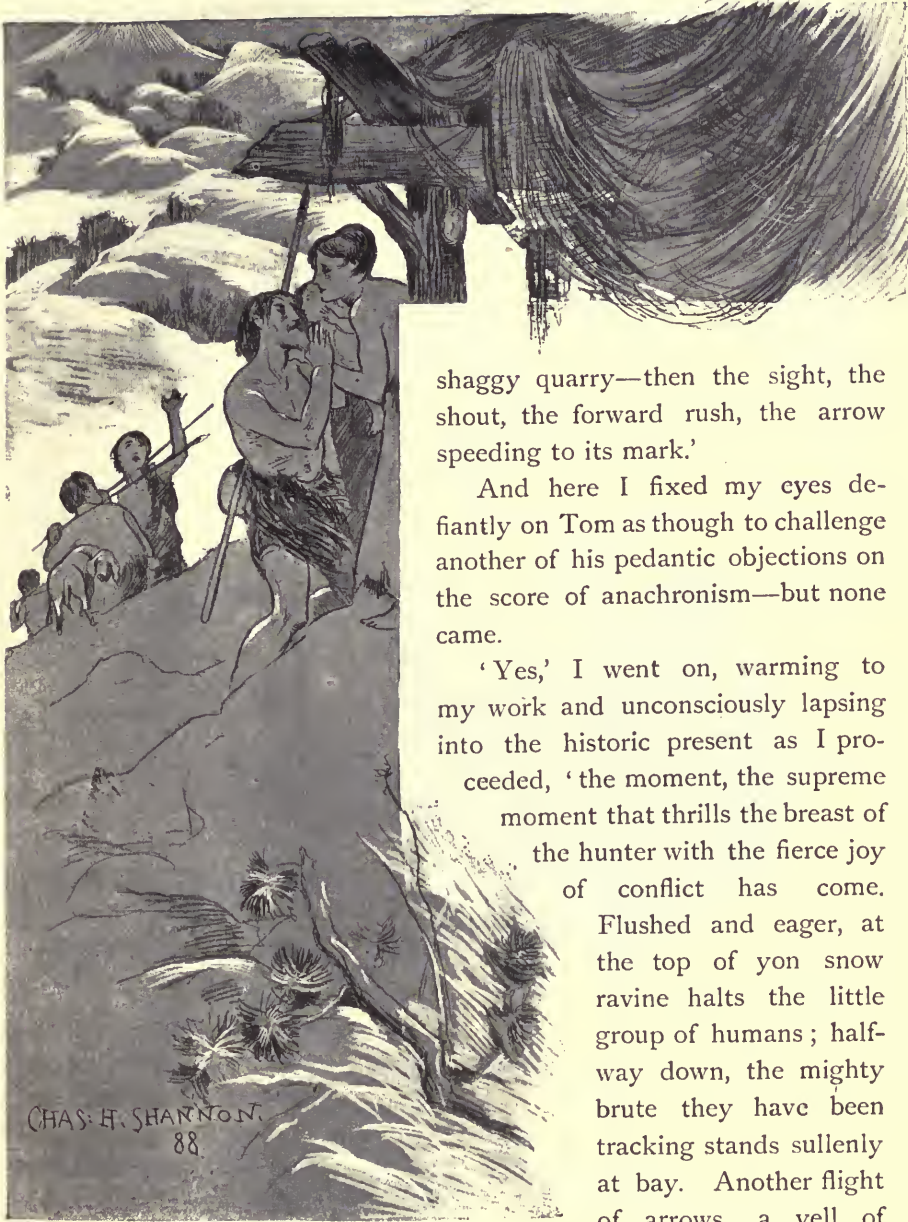 shaggy quarry—then the sight, the
shout, the forward rush, the arrow
speeding to its mark.’
And here I fixed my eyes de-
fiantly on Tom as though to challenge
another of his pedantic objections on
the score of anachronism—but none
came.
‘Yes,’ I went on, warming to
my work and unconsciously lapsing
into the historic present as I pro-
ceeded, ‘the moment, the supreme
moment that thrills the breast of
the hunter with the fierce joy
of conflict has come.
Flushed and eager, at
the top of yon snow
ravine halts the little
group of humans; half-
way down, the mighty
brute they have been
tracking stands sullenly
at bay. Another flight
of arrows, a yell of
CHAS: H. SHANNON.
88